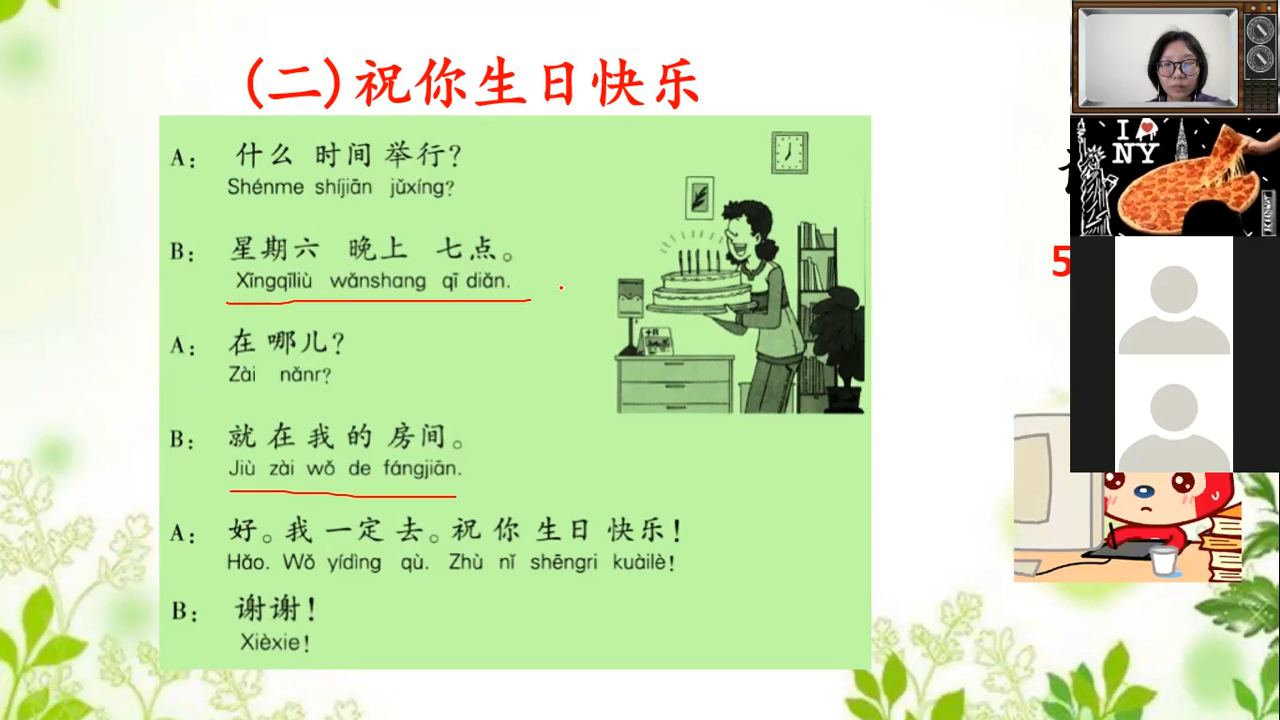 (二)祝你生日快乐
A: 什么 时间 举行?
Shénme shíjiān jǔxíng?
B: 星期六 晚上 七点。
Xīngqīliù wǎnshang qī diǎn.
A: 在 哪儿?
Zài nǎnr?
B: 就 在 我 的 房间。
Jiù zài wǒ de fángjiān.
A: 好。我 一定 去。祝 你 生日 快乐!
Hǎo. Wǒ yídìng qù. Zhù nǐ shēngri kuàilè!
B: 谢谢!
Xièxie!
I
NY
5